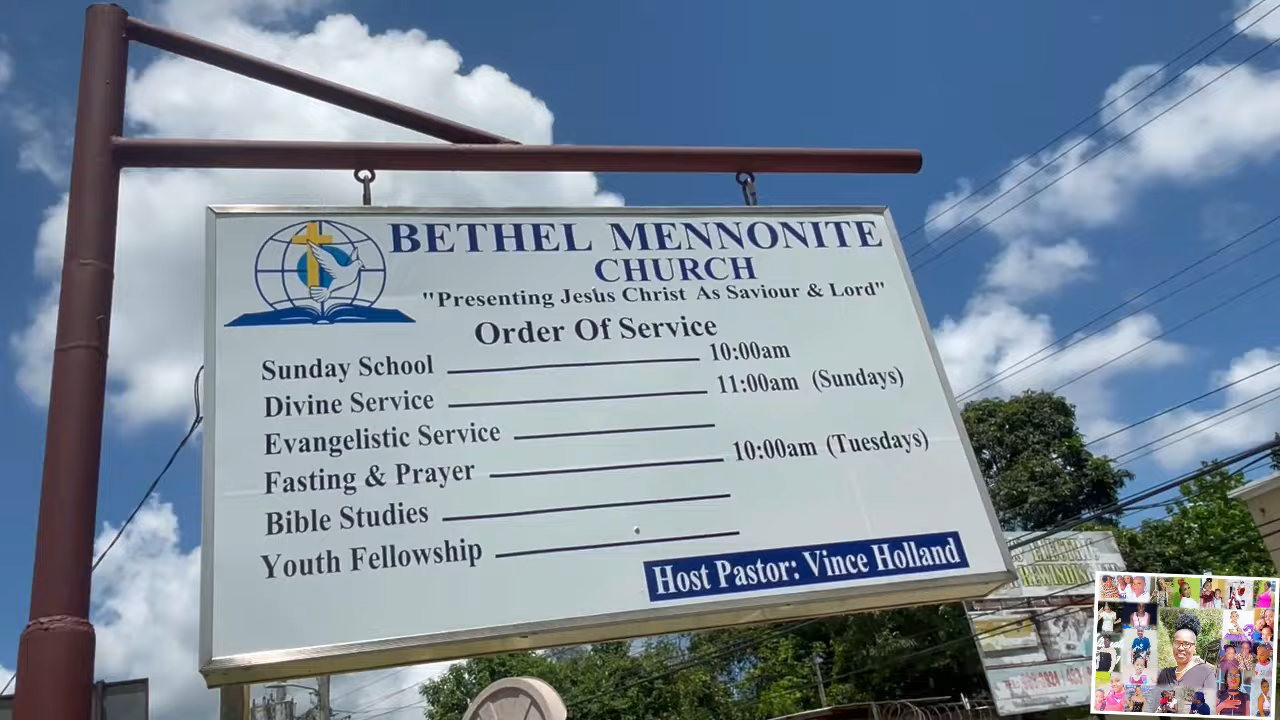 BETHEL MENNONITE
CHURCH
"Presenting Jesus Christ As Saviour & Lord"
Order Of Service
Sunday School 10:00am
Divine Service 11:00am (Sundays)
Evangelistic Service
Fasting & Prayer 10:00am (Tuesdays)
Bible Studies
Youth Fellowship
Host Pastor: Vince Holland